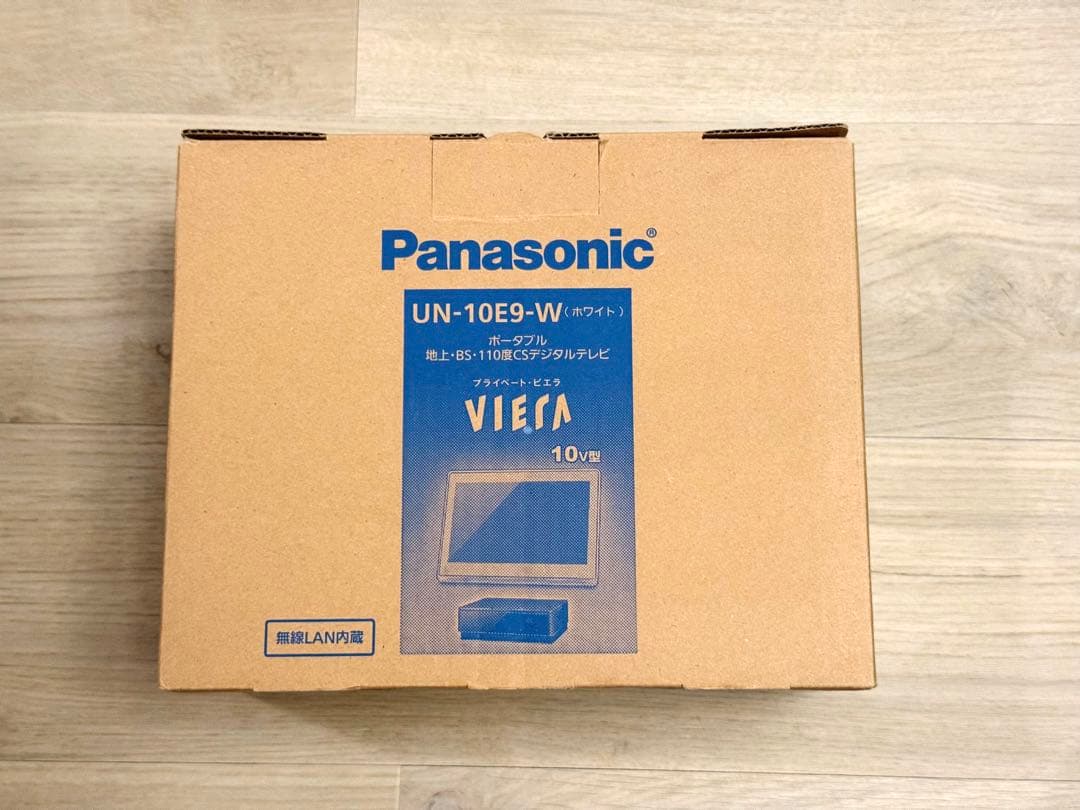 Panasonic®
UN-10E9-W（ホワイト）
ポータブル
地上・BS・110度CSデジタルテレビ
プライベート・ビエラ
VIERA
10V型
無線LAN内蔵